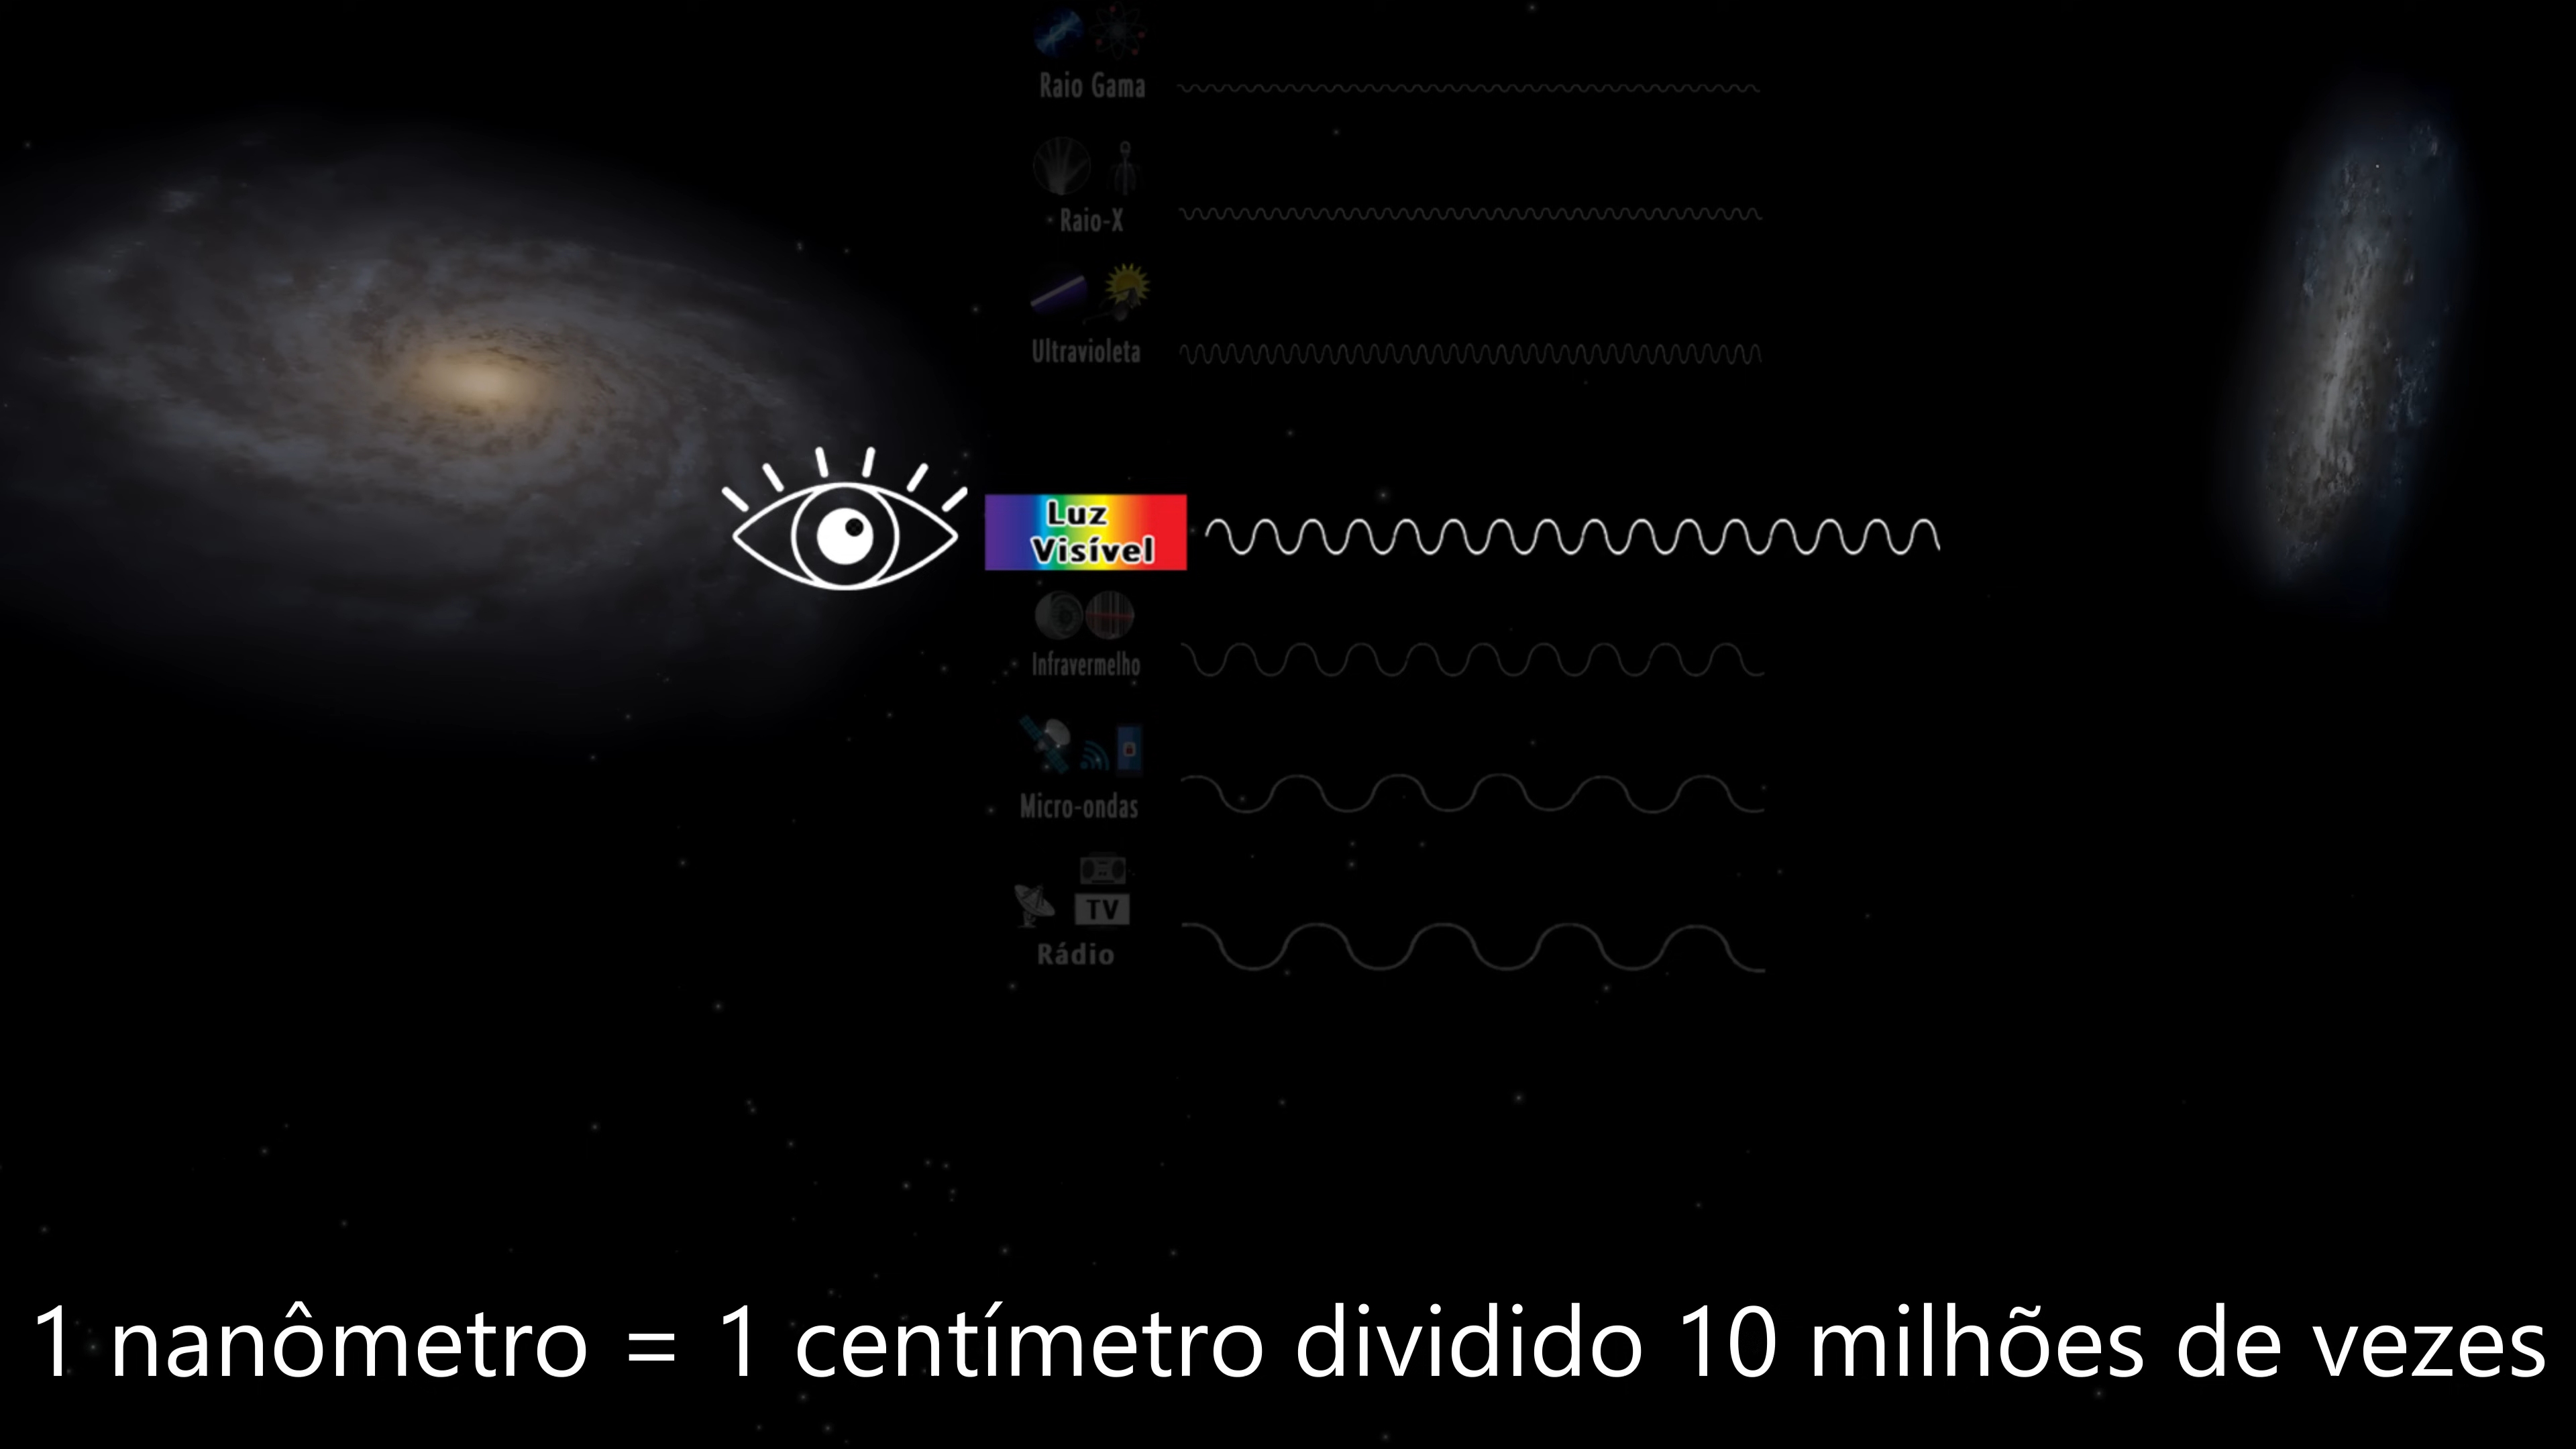 Raio Gama
Raio-X
Ultravioleta
Luz
Visível
Infravermelho
Micro-ondas
TV
Rádio
1 nanômetro = 1 centímetro dividido 10 milhões de vezes